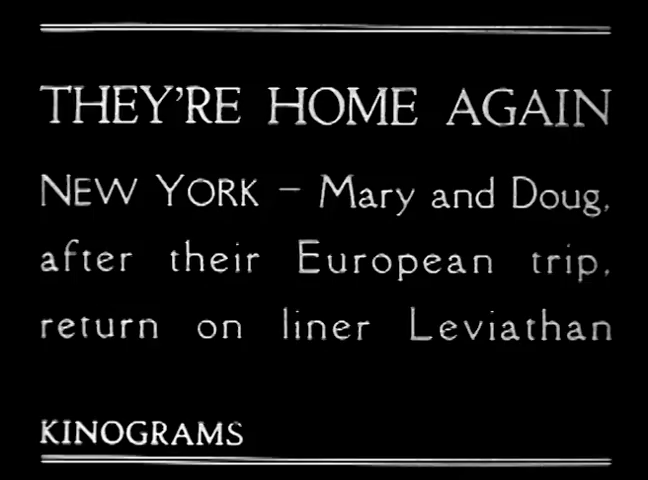 THEY'RE HOME AGAIN
NEW YORK – Mary and Doug,
after their European trip,
return on liner Leviathan
KINOGRAMS